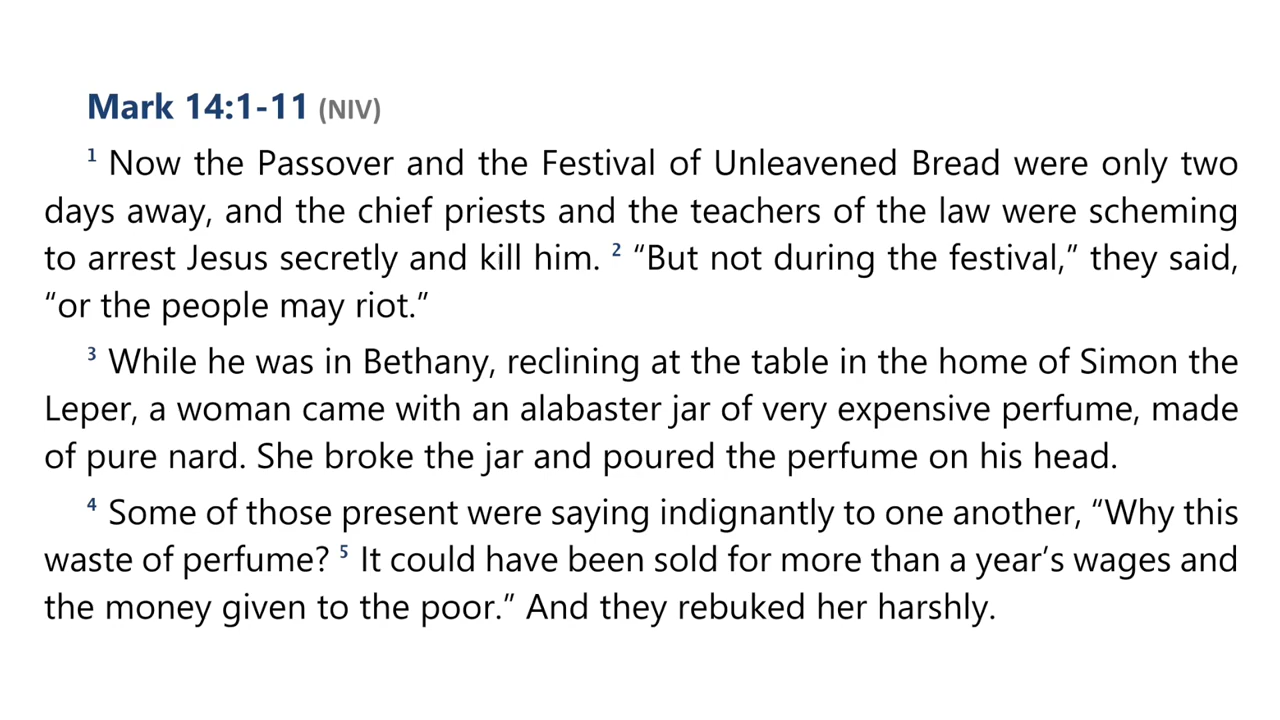 Mark 14:1-11 (NIV)
1 Now the Passover and the Festival of Unleavened Bread were only two
days away, and the chief priests and the teachers of the law were scheming
to arrest Jesus secretly and kill him. 2 “But not during the festival,” they said,
“or the people may riot.”
3 While he was in Bethany, reclining at the table in the home of Simon the
Leper, a woman came with an alabaster jar of very expensive perfume, made
of pure nard. She broke the jar and poured the perfume on his head.
4 Some of those present were saying indignantly to one another, “Why this
waste of perfume? 5 It could have been sold for more than a year’s wages and
the money given to the poor.” And they rebuked her harshly.